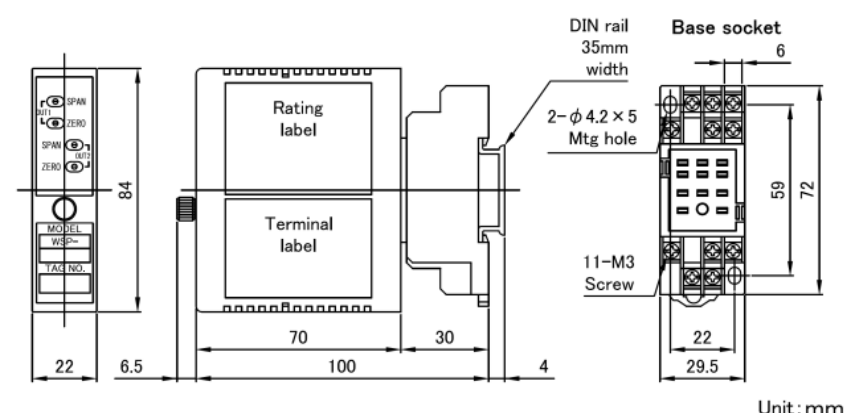 DIN rail
35mm
width
Base socket
6
SPAN
OUT1
ZERO
SPAN
OUT2
ZERO
MODEL
WSP-
TAG NO.
84
Rating
label
Terminal
label
2-φ4.2×5
Mtg hole
59
72
11-M3
Screw
70
30
22
22
6.5
100
4
29.5
Unit:mm